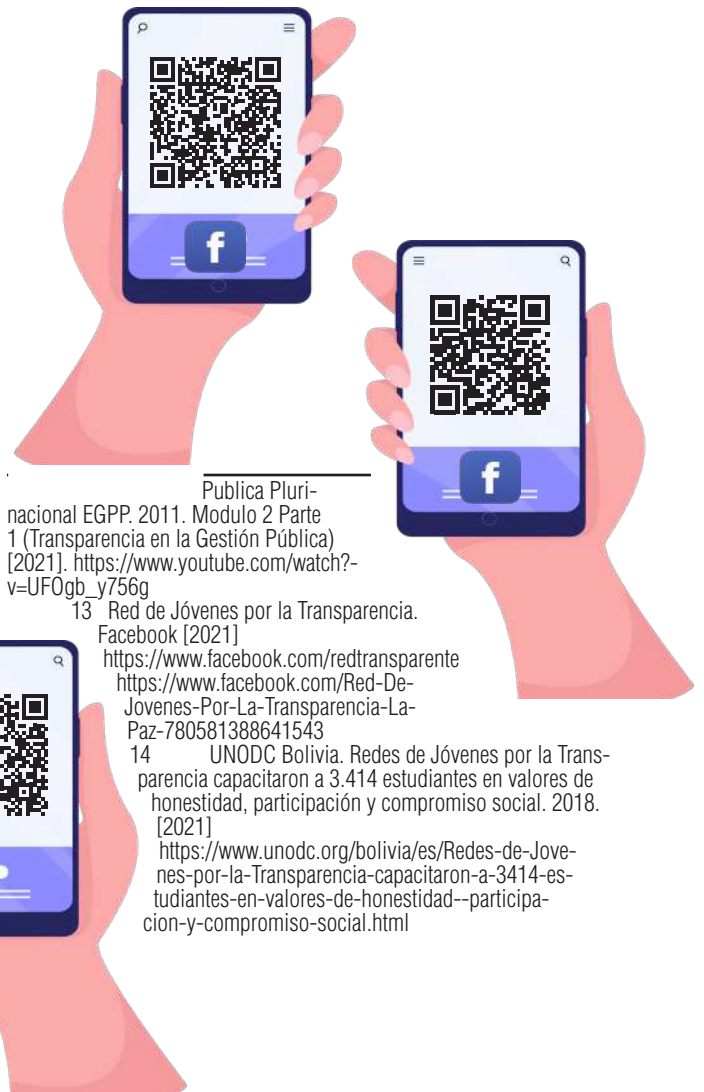 f
f
Publica Pluri-
nacional EGPP. 2011. Modulo 2 Parte
1 (Transparencia en la Gestión Pública)
[2021]. https://www.youtube.com/watch?-
v=UFOgb_y756g
13 Red de Jóvenes por la Transparencia.
Facebook [2021]
https://www.facebook.com/redtransparente
https://www.facebook.com/Red-De-
Jovenes-Por-La-Transparencia-La-
Paz-780581388641543
14 UNODC Bolivia. Redes de Jóvenes por la Trans-
parencia capacitaron a 3.414 estudiantes en valores de
honestidad, participación y compromiso social. 2018.
[2021]
https://www.unodc.org/bolivia/es/Redes-de-Jove-
nes-por-la-Transparencia-capacitaron-a-3414-es-
tudiantes-en-valores-de-honestidad--participa-
cion-y-compromiso-social.html